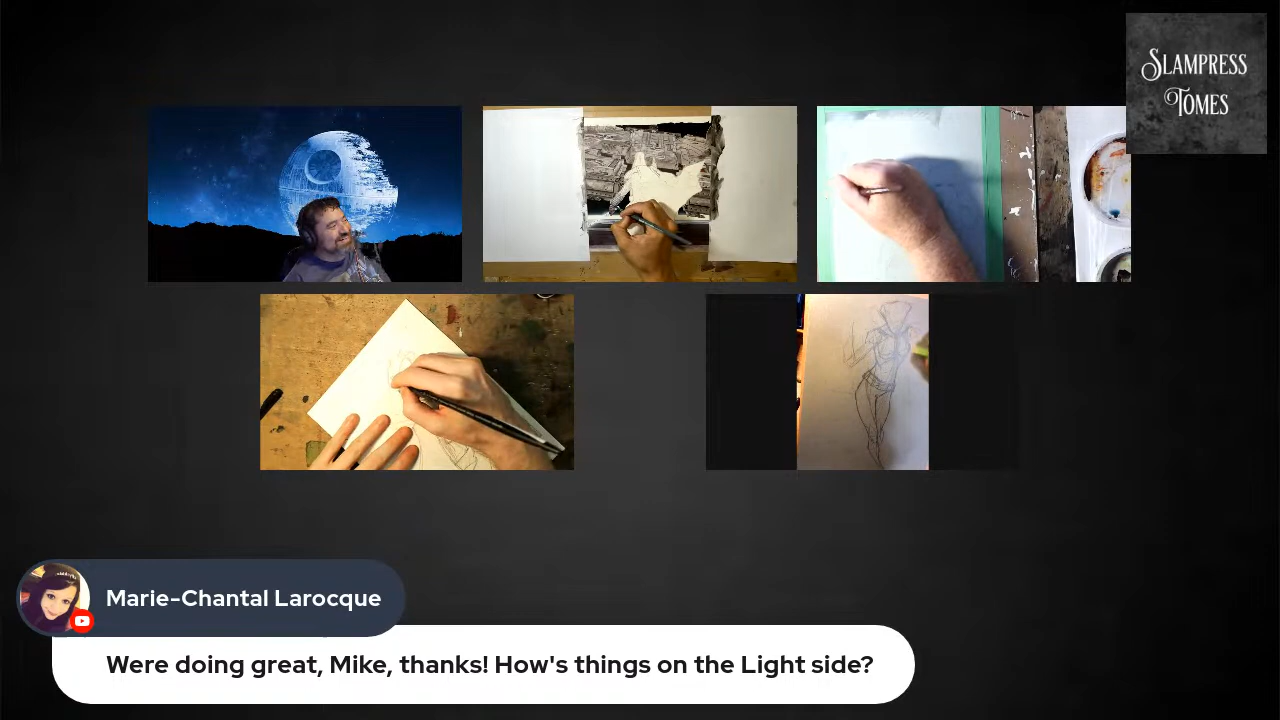 SLAMPRESS
TOMES
Marie-Chantal Larocque
Were doing great, Mike, thanks! How's things on the Light side?